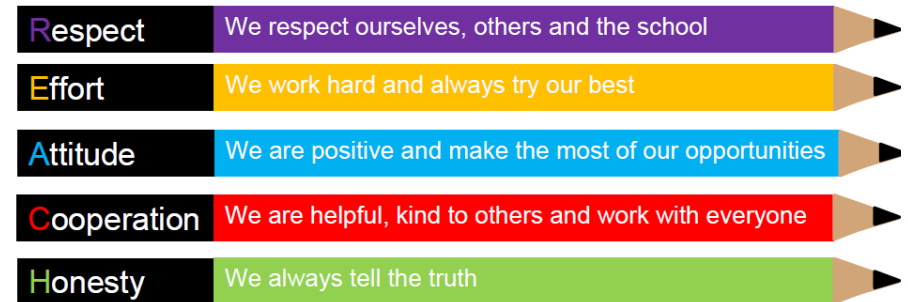 Respect We respect ourselves, others and the school
Effort We work hard and always try our best
Attitude We are positive and make the most of our opportunities
Cooperation We are helpful, kind to others and work with everyone
Honesty We always tell the truth